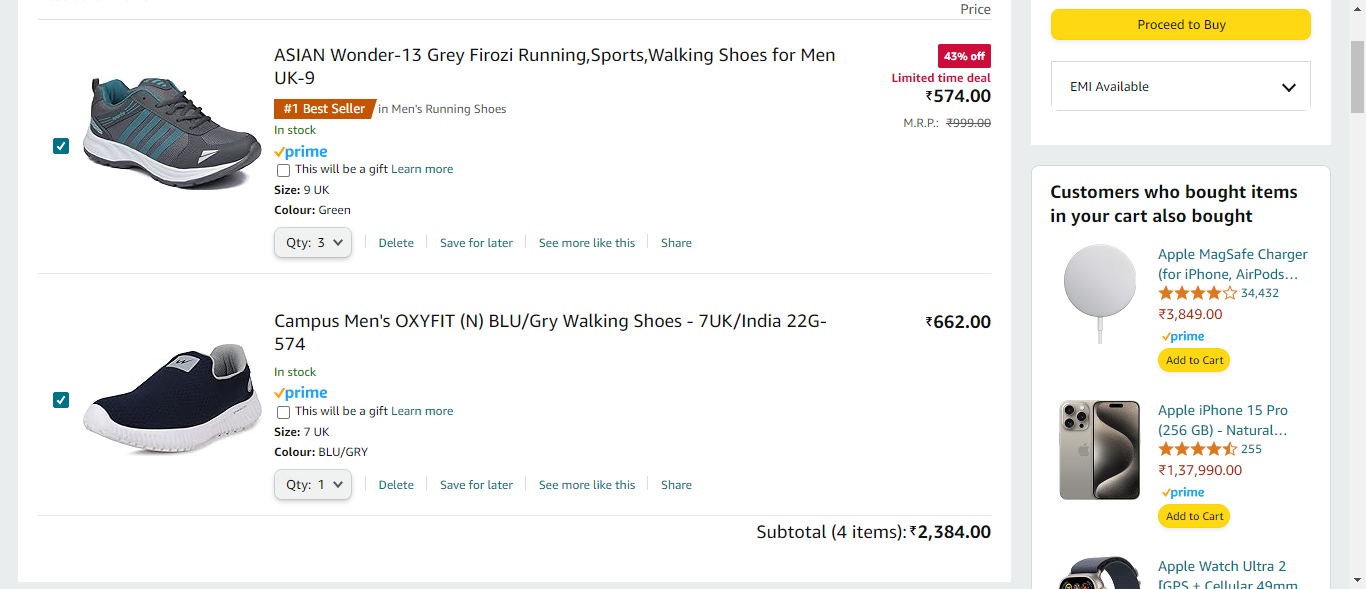 Price
ASIAN Wonder-13 Grey Firozi Running,Sports,Walking Shoes for Men
UK-9
#1 Best Seller in Men's Running Shoes
In stock
prime
This will be a gift Learn more
Size: 9 UK
Colour: Green
Qty: 3
Delete
Save for later
See more like this
Share
43% off
Limited time deal
₹574.00
M.R.P.: ₹999.00
Campus Men's OXYFIT (N) BLU/Gry Walking Shoes - 7UK/India 22G-
574
In stock
prime
This will be a gift Learn more
Size: 7 UK
Colour: BLU/GRY
Qty: 1
Delete
Save for later
See more like this
Share
₹662.00
Subtotal (4 items): ₹2,384.00
Proceed to Buy
EMI Available
Customers who bought items
in your cart also bought
Apple MagSafe Charger
(for iPhone, AirPods…
34,432
₹3,849.00
prime
Add to Cart
Apple iPhone 15 Pro
(256 GB) - Natural…
255
₹1,37,990.00
prime
Add to Cart
Apple Watch Ultra 2
[GPS + Cellular 49mm